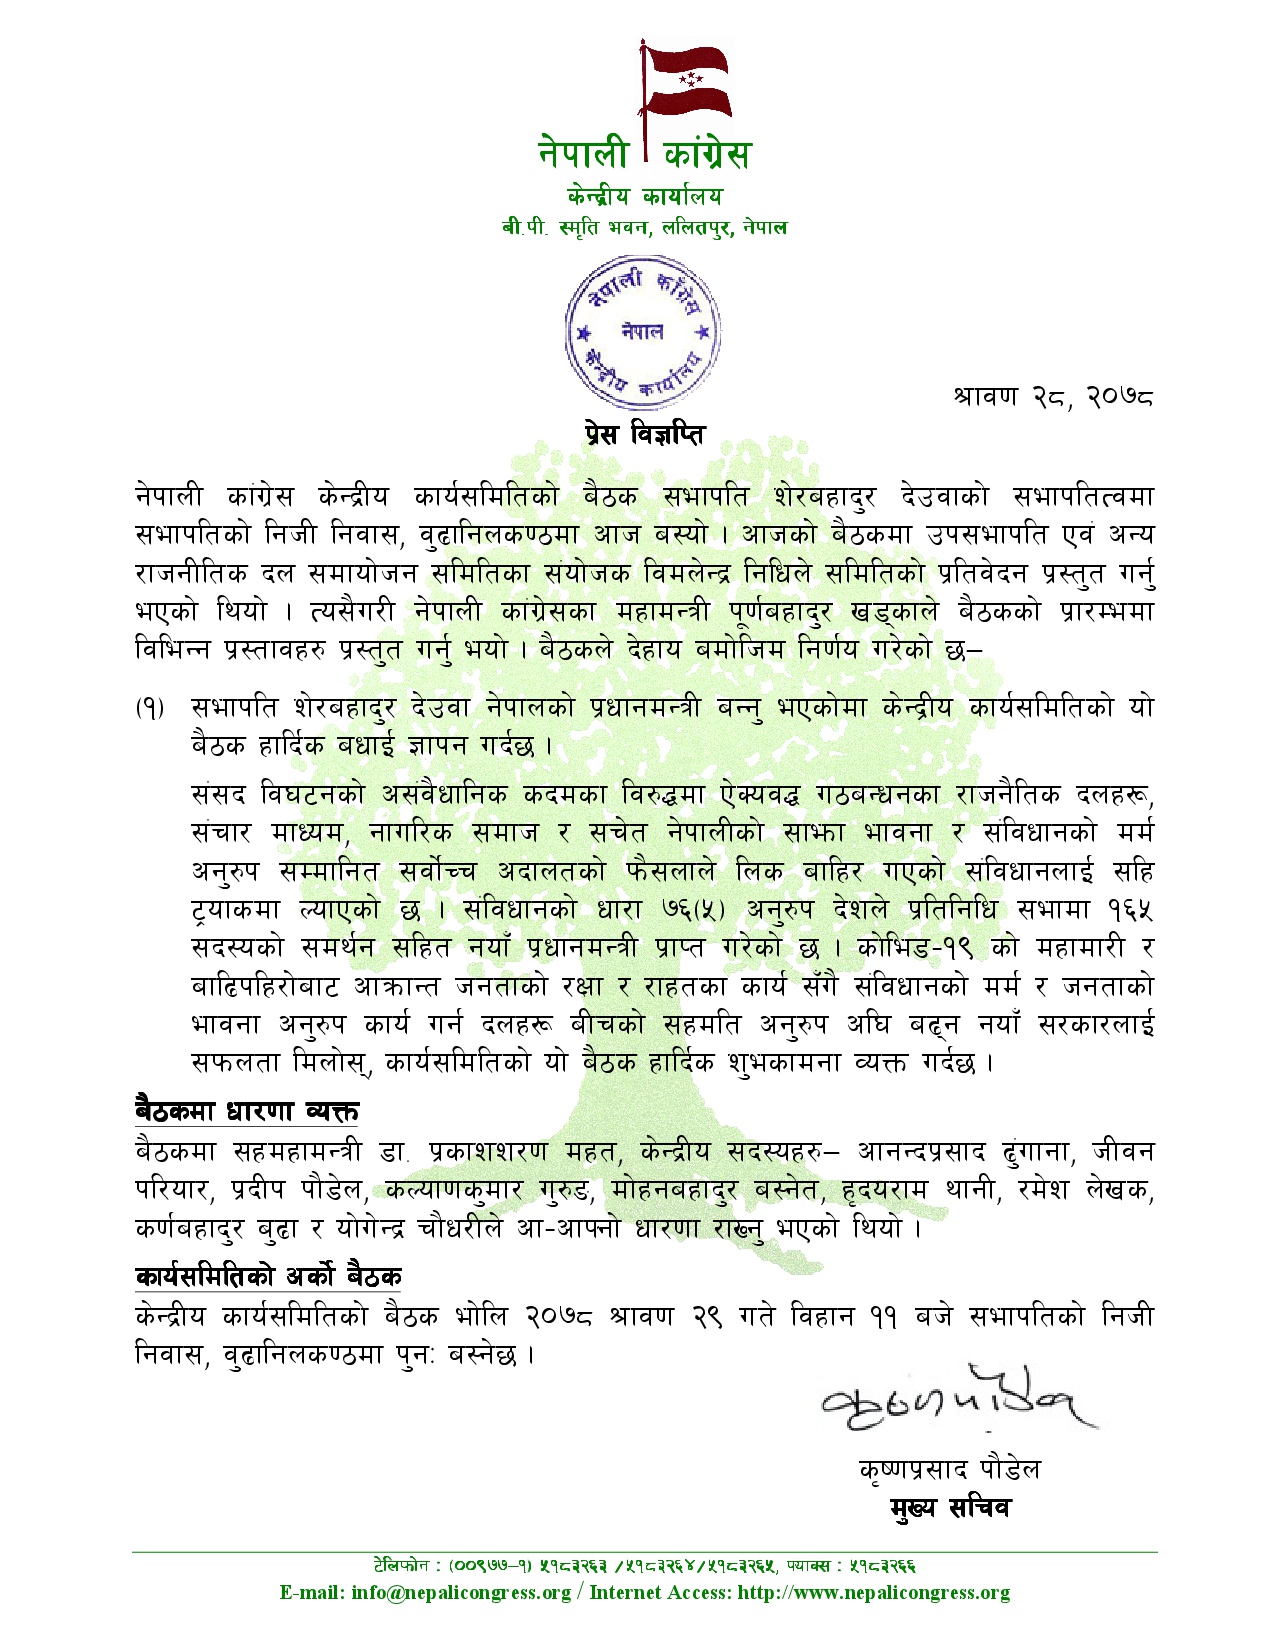 नेपाली कांग्रेस
केन्द्रीय कार्यालय
बी.पी. स्मृति भवन, ललितपुर, नेपाल
नेपाली काँग्रेस
नेपाल
केन्द्रीय कार्यालय
श्रावण २८, २०७८
प्रेस विज्ञप्ति
नेपाली कांग्रेस केन्द्रीय कार्यसमितिको बैठक सभापति शेरबहादुर देउवाको सभापतित्वमा
सभापतिको निजी निवास, वुढानिलकण्ठमा आज बस्यो । आजको बैठकमा उपसभापति एवं अन्य
राजनीतिक दल समायोजन समितिका संयोजक विमलेन्द्र निधिले समितिको प्रतिवेदन प्रस्तुत गर्नु
भएको थियो । त्यसैगरी नेपाली कांग्रेसका महामन्त्री पूर्णबहादुर खड्काले बैठकको प्रारम्भमा
विभिन्न प्रस्तावहरु प्रस्तुत गर्नु भयो । बैठकले देहाय बमोजिम निर्णय गरेको छ–
(१) सभापति शेरबहादुर देउवा नेपालको प्रधानमन्त्री बन्नु भएकोमा केन्द्रीय कार्यसमितिको यो
बैठक हार्दिक बधाई ज्ञापन गर्दछ ।
संसद विघटनको असंवैधानिक कदमका विरुद्धमा ऐक्यवद्ध गठबन्धनका राजनैतिक दलहरू,
संचार माध्यम, नागरिक समाज र सचेत नेपालीको साझा भावना र संविधानको मर्म
अनुरुप सम्मानित सर्वोच्च अदालतको फैसलाले लिक बाहिर गएको संविधानलाई सहि
ट्रयाकमा ल्याएको छ । संविधानको धारा ७६(५) अनुरुप देशले प्रतिनिधि सभामा १६५
सदस्यको समर्थन सहित नयाँ प्रधानमन्त्री प्राप्त गरेको छ । कोभिड-१९ को महामारी र
बाढिपहिरोबाट आक्रान्त जनताको रक्षा र राहतका कार्य सँगै संविधानको मर्म र जनताको
भावना अनुरुप कार्य गर्न दलहरू बीचको सहमति अनुरुप अघि बढ्न नयाँ सरकारलाई
सफलता मिलोस्, कार्यसमितिको यो बैठक हार्दिक शुभकामना व्यक्त गर्दछ ।
बैठकमा धारणा व्यक्त
बैठकमा सहमहामन्त्री डा. प्रकाशशरण महत, केन्द्रीय सदस्यहरु– आनन्दप्रसाद ढुंगाना, जीवन
परियार, प्रदीप पौडेल, कल्याणकुमार गुरुङ, मोहनबहादुर बस्नेत, हृदयराम थानी, रमेश लेखक,
कर्णबहादुर बुढा र योगेन्द्र चौधरीले आ-आफ्नो धारणा राख्नु भएको थियो ।
कार्यसमितिको अर्को बैठक
केन्द्रीय कार्यसमितिको बैठक भोलि २०७८ श्रावण २९ गते विहान ११ बजे सभापतिको निजी
निवास, वुढानिलकण्ठमा पुनः बस्नेछ ।
कृष्णप्रसाद पौडेल
मुख्य सचिव
टेलिफोन : (००९७७–१) ५१८३२६३ /५१८३२६४/५१८३२६५, फ्याक्स : ५१८३२६६
E-mail: info@nepalicongress.org / Internet Access: http://www.nepalicongress.org